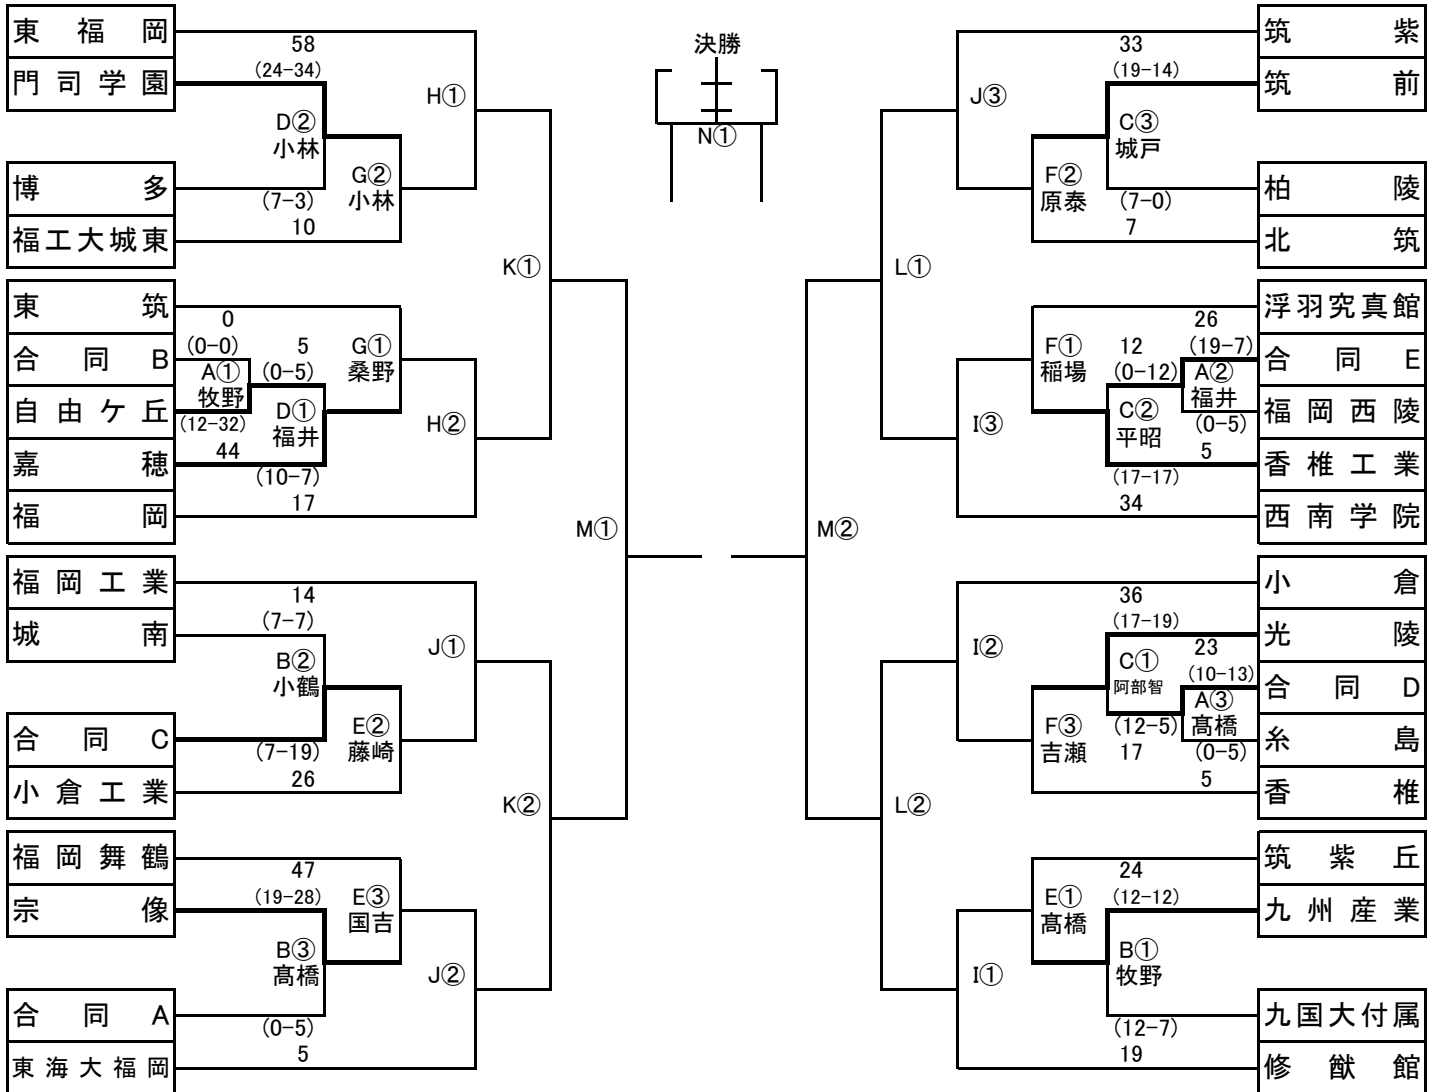 東福岡
58
(24-34)
門司学園
H①
D②
小林
G②
小林
博多
(7-3)
10
福工大城東
K①
東筑
0
(0-0)
合同B
A①
牧野
5
(0-5)
G①
桑野
自由ケ丘
(12-32)
D①
福井
H②
嘉穂
44
(10-7)
17
福岡
M①
福岡工業
14
(7-7)
城南
J①
B②
小鶴
E②
藤崎
合同C
(7-19)
26
小倉工業
K②
福岡舞鶴
47
(19-28)
宗像
E③
国吉
B③
髙橋
J②
合同A
(0-5)
5
東海大福岡
決勝
N①
筑紫
33
(19-14)
筑前
J③
C③
城戸
F②
原泰
柏陵
(7-0)
7
北筑
L①
浮羽究真館
26
(19-7)
合同E
F①
稲場
12
(0-12)
A②
福井
福岡西陵
(0-5)
5
C②
平昭
I③
香椎工業
(17-17)
34
西南学院
M②
小倉
36
(17-19)
光陵
I②
C①
阿部智
23
(10-13)
合同D
A③
髙橋
F③
吉瀬
(12-5)
17
糸島
(0-5)
5
香椎
L②
筑紫丘
24
(12-12)
九州産業
E①
髙橋
B①
牧野
I①
九国大付属
(12-7)
19
修猷館